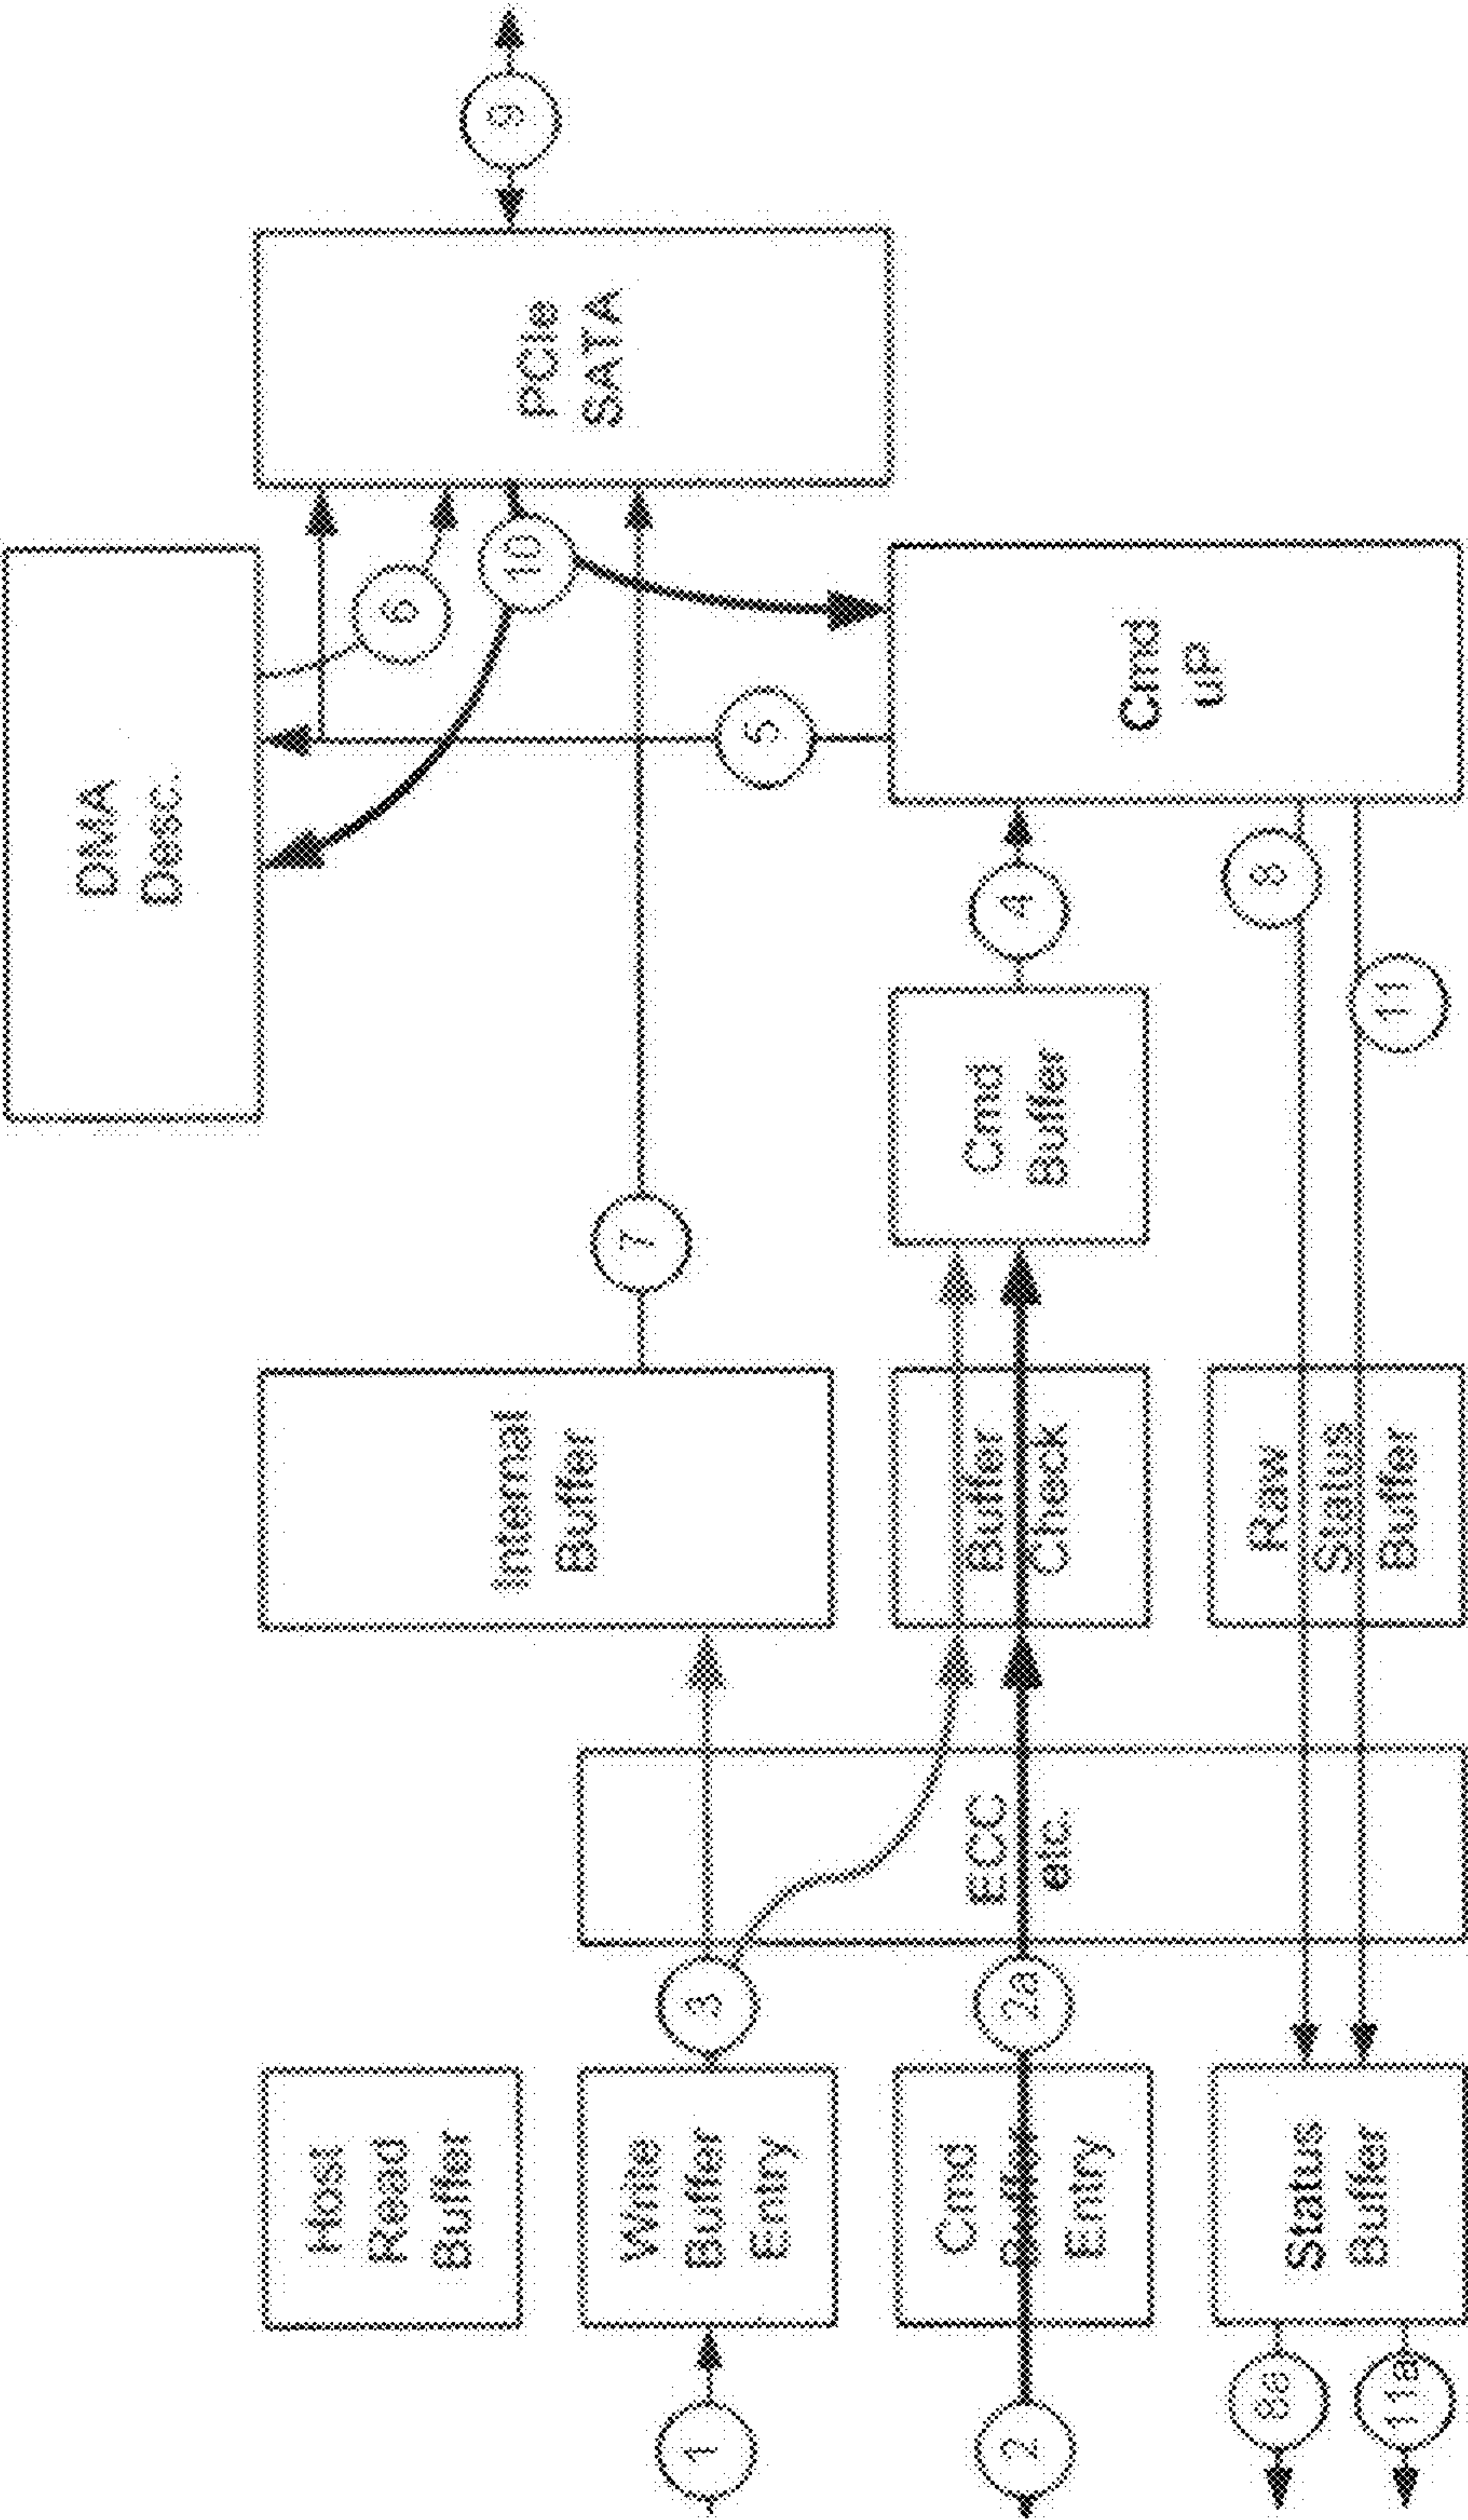 Host
Read
Buffer
1
Write
Buffer
Entry
3
Internal
Buffer
7
DMA
Desc.
6
10
5
PCIe
SATA
9
2
Cmd
Buffer
Entry
2a
ECC
etc.
Buffer
Check
Cmd
Buffer
4
Cmd
uP
8a
11a
Status
Buffer
Raw
Status
Buffer
8
11